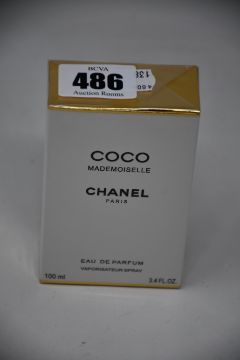 BCVA
486
Auction Rooms
COCO
MADEMOISELLE
CHANEL
PARIS
EAU DE PARFUM
VAPORISATEUR SPRAY
100 ml
3.4 FL.OZ.